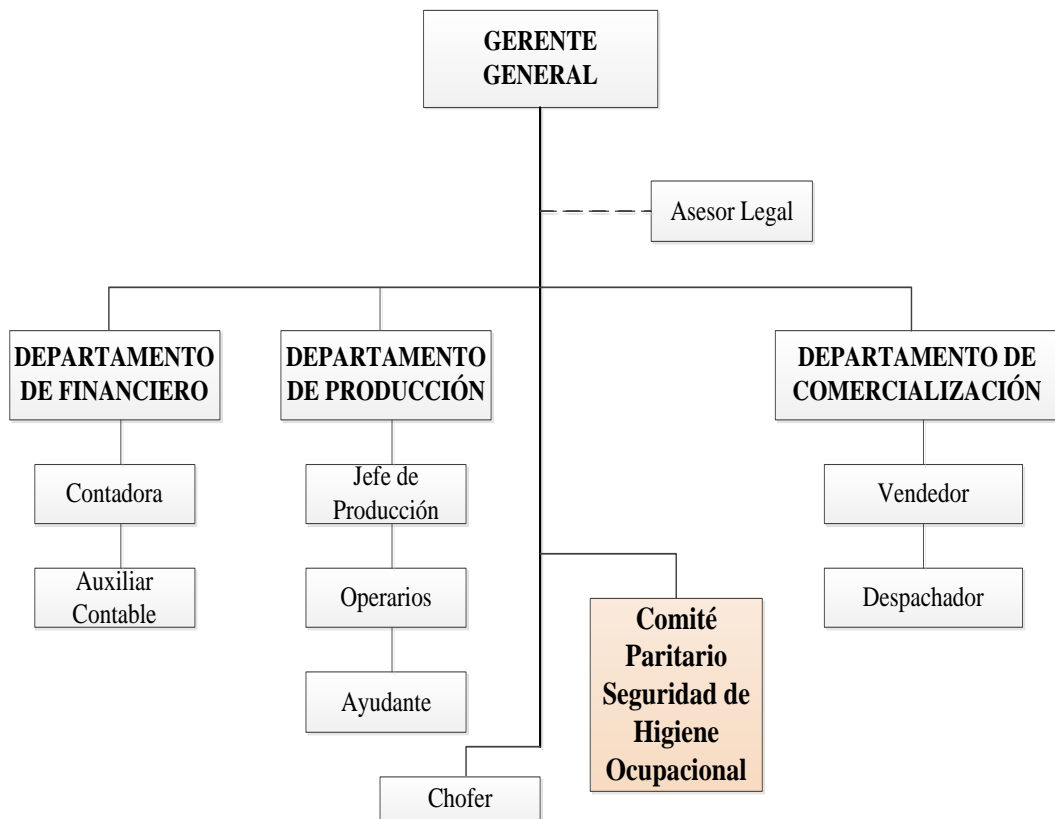 GERENTE
GENERAL
Asesor Legal
DEPARTAMENTO
DE FINANCIERO
DEPARTAMENTO
DE PRODUCCIÓN
DEPARTAMENTO DE
COMERCIALIZACIÓN
Contadora
Jefe de
Producción
Vendedor
Auxiliar
Contable
Operarios
Despachador
Comité
Paritario
Seguridad de
Higiene
Ocupacional
Ayudante
Chofer